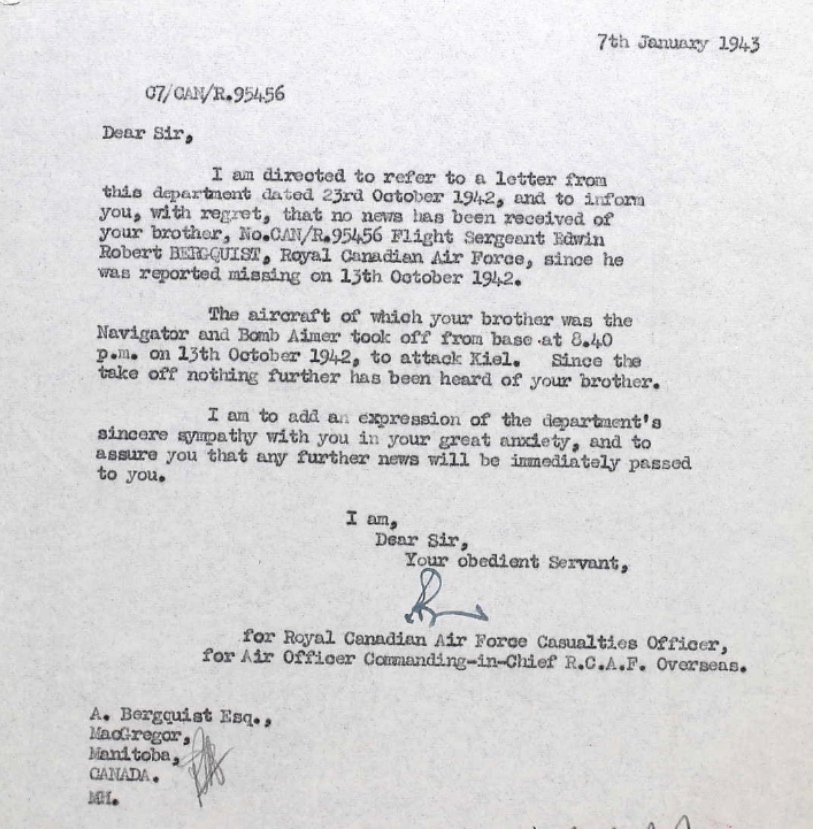 7th January 1943
C7/CAN/R.95456
Dear Sir,
I am directed to refer to a letter from
this department dated 23rd October 1942, and to inform
you, with regret, that no news has been received of
your brother, No.CAN/R.95456 Flight Sergeant Edwin
Robert BERGQUIST, Royal Canadian Air Force, since he
was reported missing on 13th October 1942.
The aircraft of which your brother was the
Navigator and Bomb Aimer took off from base at 8.40
p.m. on 13th October 1942, to attack Kiel. Since the
take off nothing further has been heard of your brother.
I am to add an expression of the department's
sincere sympathy with you in your great anxiety, and to
assure you that any further news will be immediately passed
to you.
I am,
Dear Sir,
Your obedient Servant,
for Royal Canadian Air Force Casualties Officer,
for Air Officer Commanding-in-Chief R.C.A.F. Overseas.
A. Bergquist Esq.,
MacGregor,
Manitoba,
CANADA.
MH.